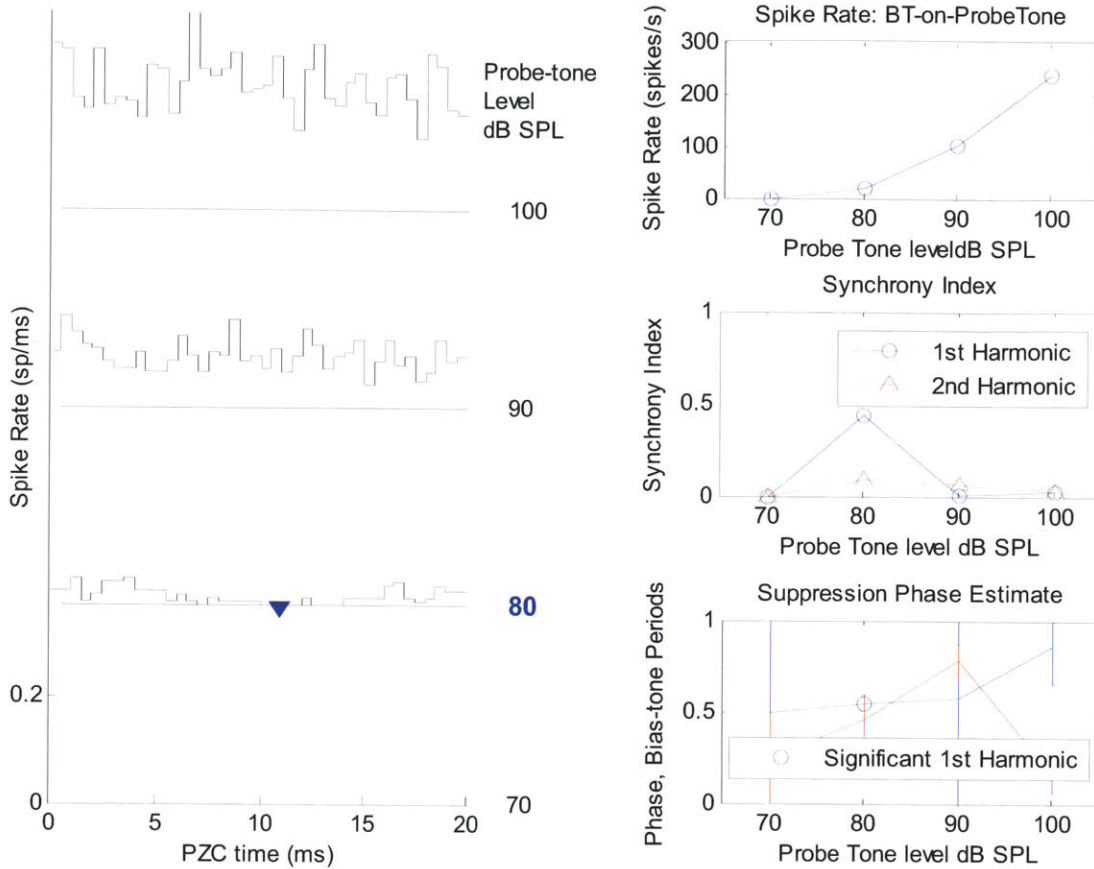 Probe-tone
Level
dB SPL
100
90
80
70
Spike Rate (sp/ms)
0.2
0
0 5 10 15 20
PZC time (ms)
Spike Rate: BT-on-ProbeTone
Spike Rate (spikes/s)
300
200
100
0
70 80 90 100
Probe Tone leveldB SPL
Synchrony Index
Synchrony Index
1
0.5
0
1st Harmonic
2nd Harmonic
70 80 90 100
Probe Tone level dB SPL
Suppression Phase Estimate
Phase, Bias-tone Periods
1
0.5
0
Significant 1st Harmonic
70 80 90 100
Probe Tone level dB SPL